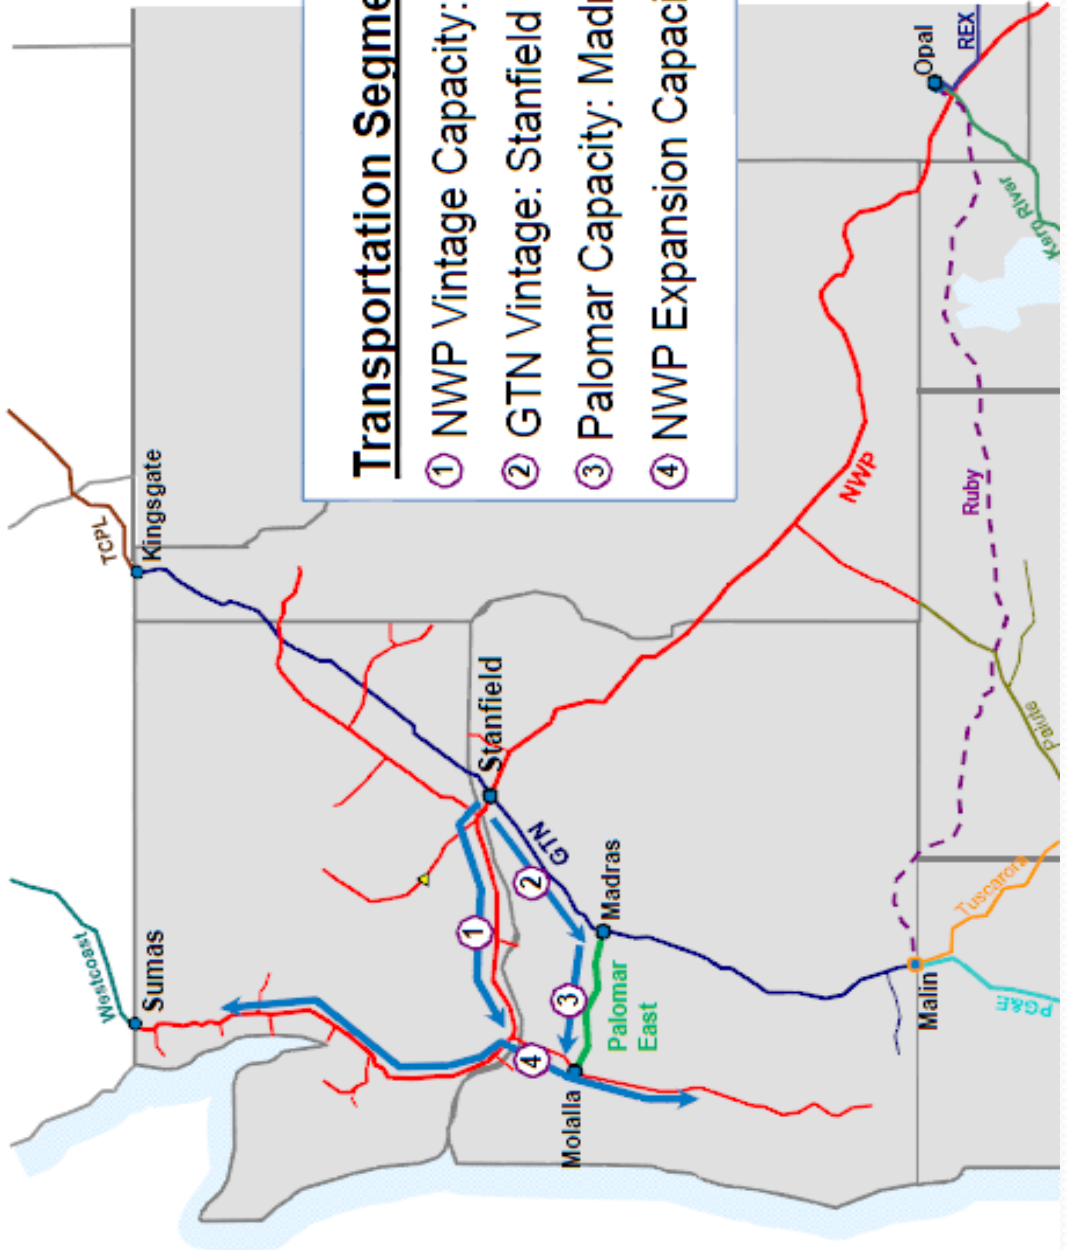 Transportation Segme
1 NWP Vintage Capacity:
2 GTN Vintage: Stanfield
3 Palomar Capacity: Madr
4 NWP Expansion Capaci
Westcoast
Sumas
TCPL
Kingsgate
1
Stanfield
2
GTN
3
4
Molalla
Palomar
East
Madras
NWP
Opal
REX
Kern River
Ruby
Malin
PG&E
Tuscarora
Paiute